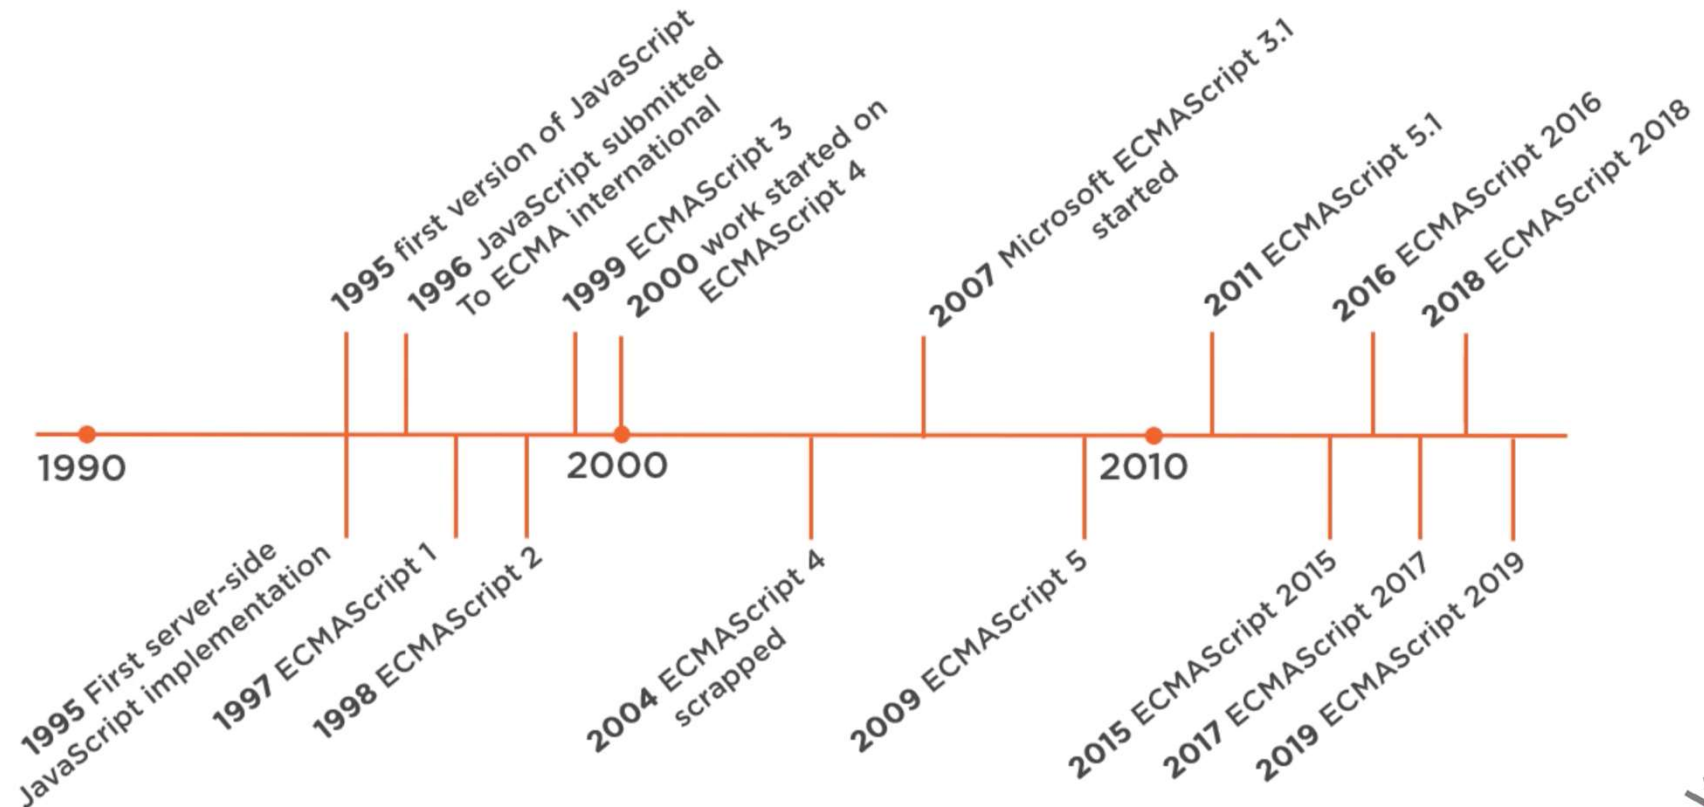 1995 first version of JavaScript
1996 JavaScript submitted
To ECMA international
1999 ECMAScript 3
2000 work started on
ECMAScript 4
2007 Microsoft ECMAScript 3.1
started
2011 ECMAScript 5.1
2016 ECMAScript 2016
2018 ECMAScript 2018
1990
2000
2010
1995 First server-side
JavaScript implementation
1997 ECMAScript 1
1998 ECMAScript 2
2004 ECMAScript 4
scrapped
2009 ECMAScript 5
2015 ECMAScript 2015
2017 ECMAScript 2017
2019 ECMAScript 2019